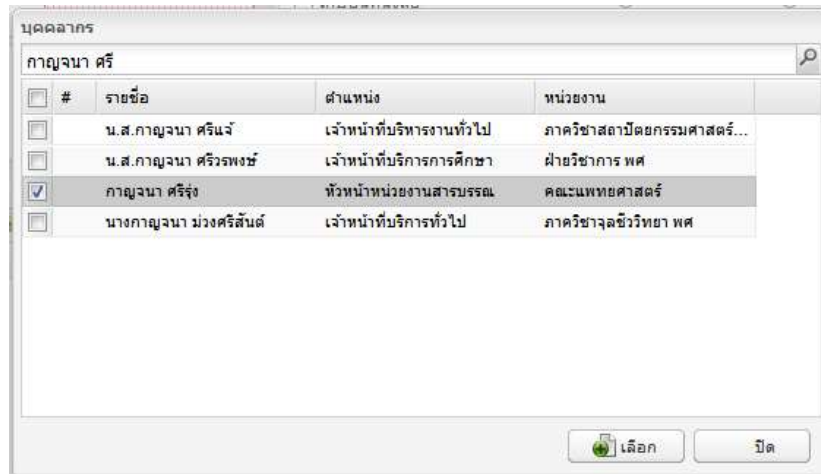 บุคคลากร
กาญจนา ศรี
# รายชื่อ ตำแหน่ง หน่วยงาน
น.ส.กาญจนา ศรีแจ้ เจ้าหน้าที่บริหารงานทั่วไป ภาควิชาสถาปัตยกรรมศาสตร์...
น.ส.กาญจนา ศรีวรพงษ์ เจ้าหน้าที่บริการการศึกษา ฝ่ายวิชาการ พศ
กาญจนา ศรีรุ่ง หัวหน้าหน่วยงานสารบรรณ คณะแพทยศาสตร์
นางกาญจนา ม่วงศรีสันต์ เจ้าหน้าที่บริการทั่วไป ภาควิชาจุลชีววิทยา พศ
เลือก ปิด